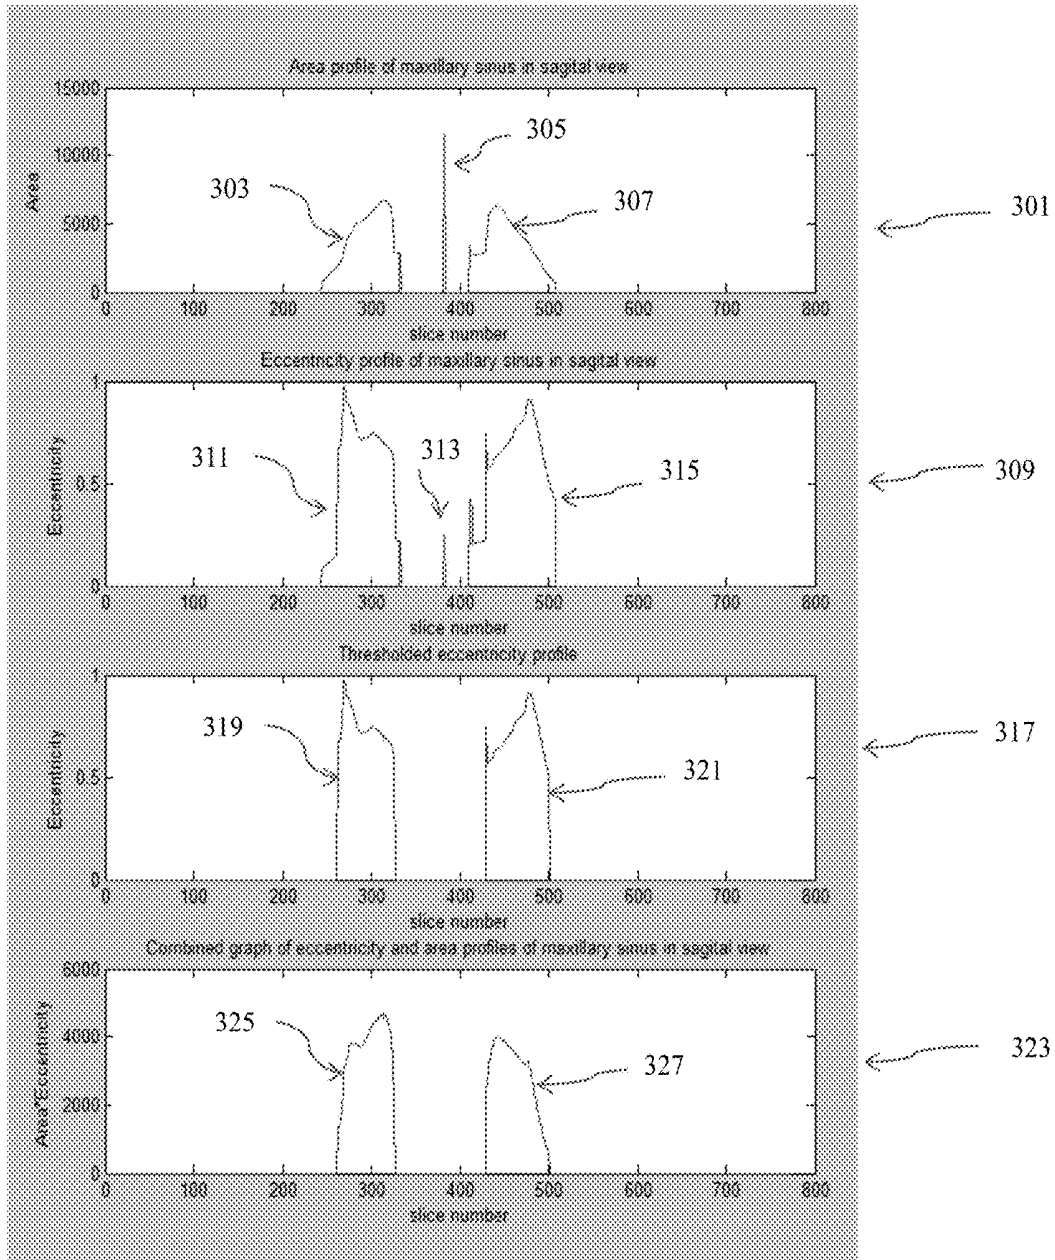 Area profile of maxillary sinus in sagital view
15000
305
10000
303
Area
307
301
5000
0
0 100 200 300 400 500 600 700 800
slice number
Eccentricity profile of maxillary sinus in sagital view
1
311
313
315
309
Eccentricity
0.5
0
0 100 200 300 400 500 600 700 800
slice number
Thresholded eccentricity profile
1
319
317
321
Eccentricity
0.5
0
0 100 200 300 400 500 600 700 800
slice number
Combined graph of eccentricity and area profiles of maxillary sinus in sagital view
6000
325
4000
323
327
Area*Eccentricity
2000
0
0 100 200 300 400 500 600 700 800
slice number